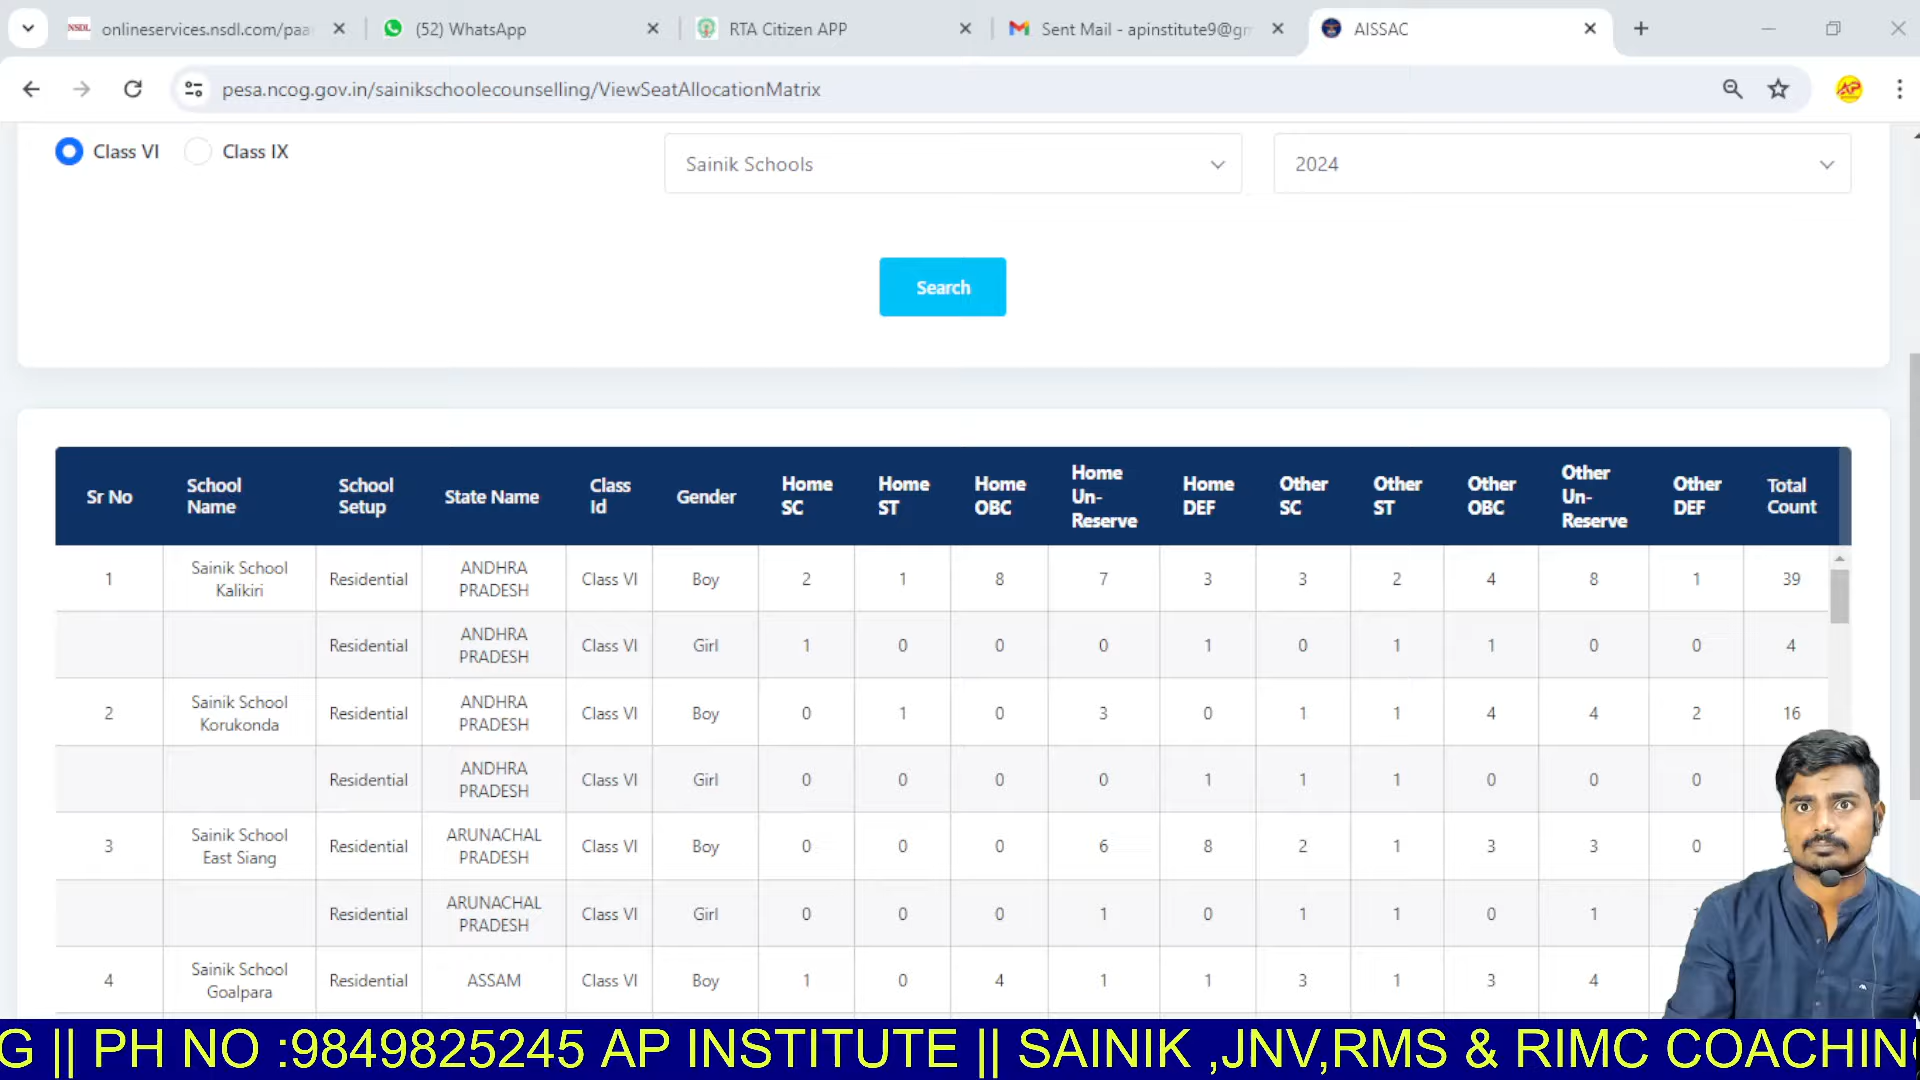 onlineservices.nsdl.com/paa
(52) WhatsApp
RTA Citizen APP
Sent Mail - apinstitute9@gm
AISSAC
pesa.ncog.gov.in/sainikschoolecounselling/ViewSeatAllocationMatrix
Class VI Class IX Sainik Schools 2024
Search
Sr No School Name School Setup State Name Class Id Gender Home SC Home ST Home OBC Home Un-Reserve Home DEF Other SC Other ST Other OBC Other Un-Reserve Other DEF Total Count
1 Sainik School Kalikiri Residential ANDHRA PRADESH Class VI Boy 2 1 8 7 3 3 2 4 8 1 39
Residential ANDHRA PRADESH Class VI Girl 1 0 0 0 1 0 1 1 0 0 4
2 Sainik School Korukonda Residential ANDHRA PRADESH Class VI Boy 0 1 0 3 0 1 1 4 4 2 16
Residential ANDHRA PRADESH Class VI Girl 0 0 0 0 1 1 1 0 0 0
3 Sainik School East Siang Residential ARUNACHAL PRADESH Class VI Boy 0 0 0 6 8 2 1 3 3 0
Residential ARUNACHAL PRADESH Class VI Girl 0 0 0 1 0 1 1 0 1
4 Sainik School Goalpara Residential ASSAM Class VI Boy 1 0 4 1 1 3 1 3 4
G || PH NO :9849825245 AP INSTITUTE || SAINIK ,JNV,RMS & RIMC COACHIN